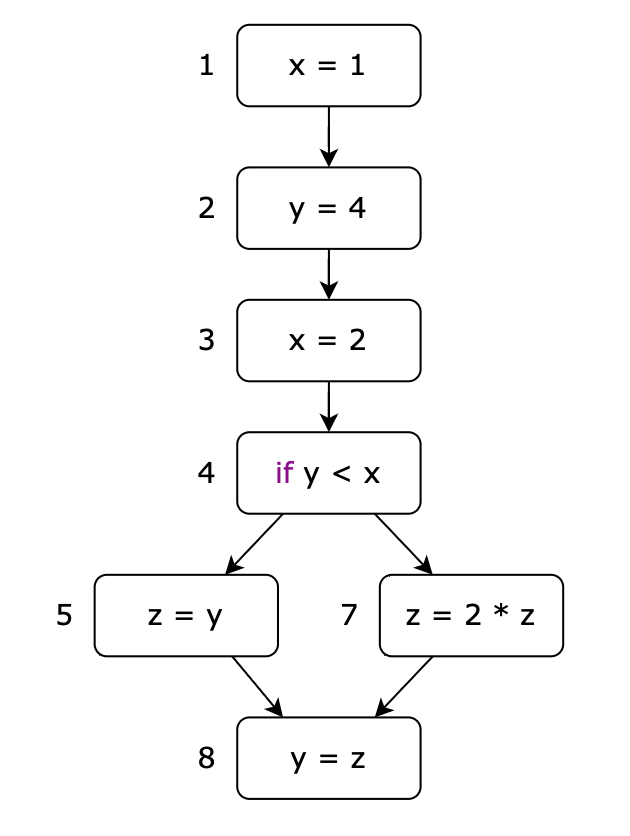 1 x = 1
2 y = 4
3 x = 2
4 if y < x
5 z = y
7 z = 2 * z
8 y = z